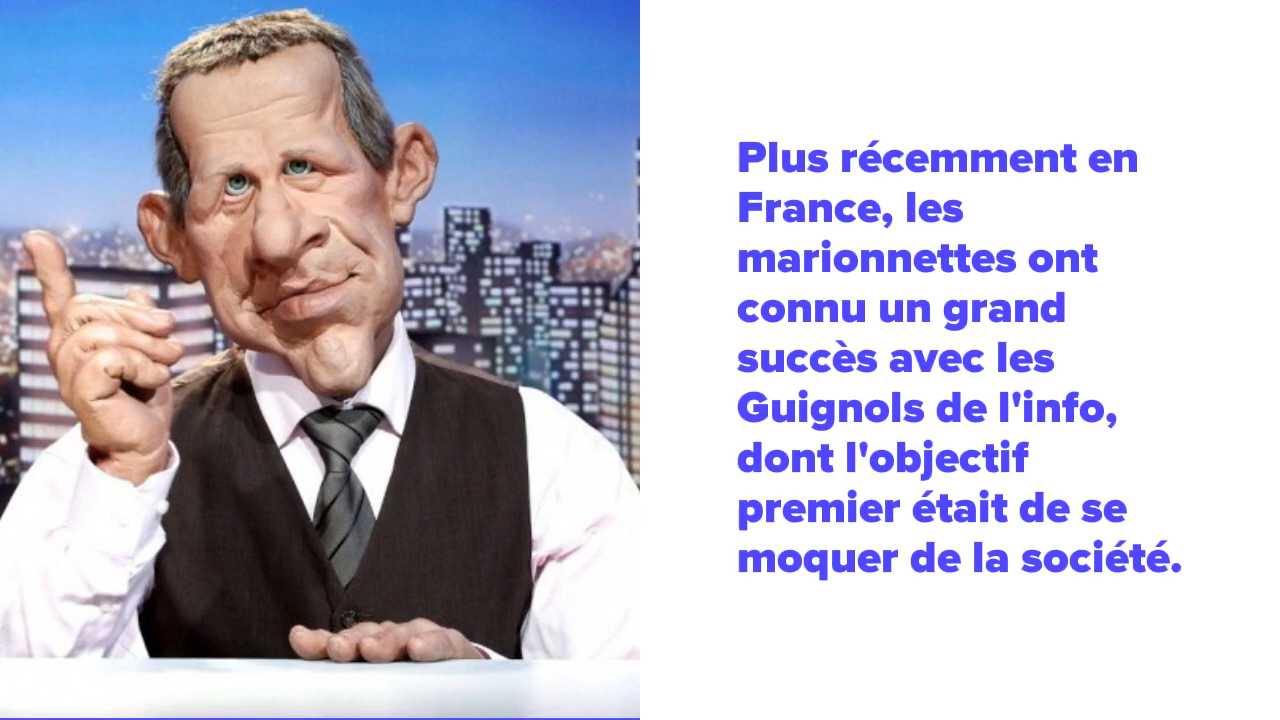 Plus récemment en
France, les
marionnettes ont
connu un grand
succès avec les
Guignols de l'info,
dont l'objectif
premier était de se
moquer de la société.